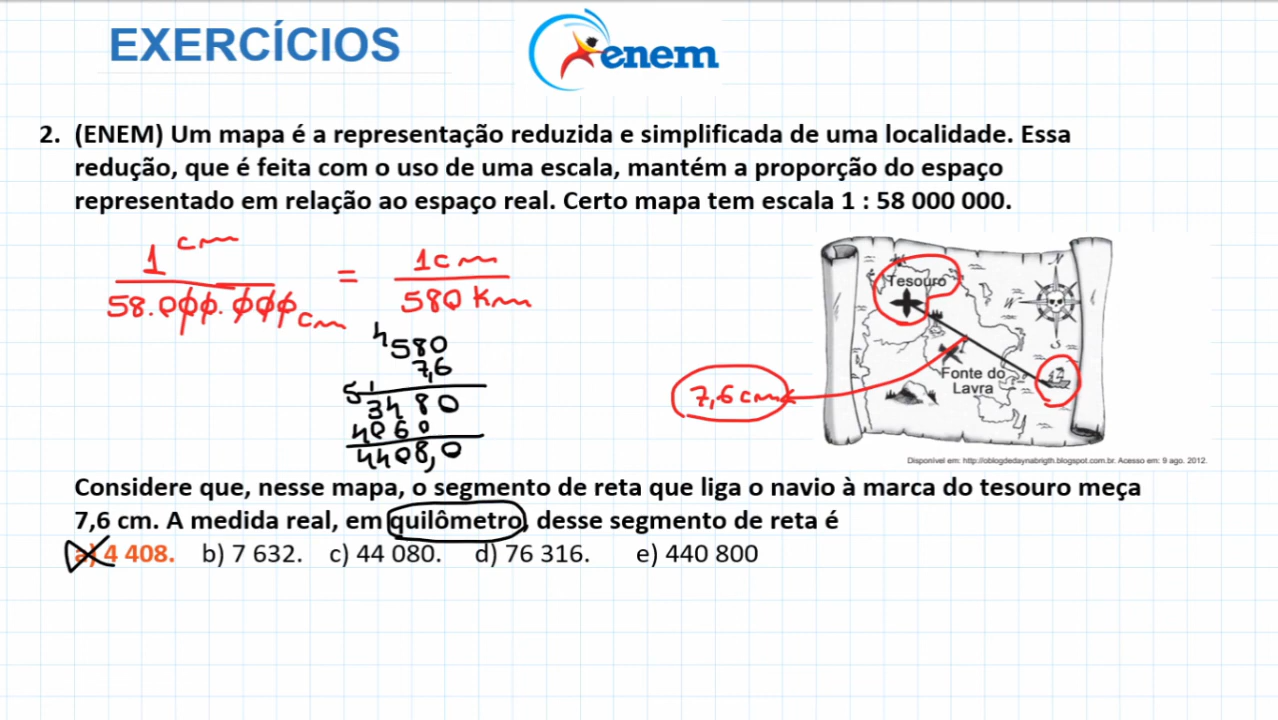 EXERCÍCIOS
enem
2. (ENEM) Um mapa é a representação reduzida e simplificada de uma localidade. Essa
redução, que é feita com o uso de uma escala, mantém a proporção do espaço
representado em relação ao espaço real. Certo mapa tem escala 1 : 58 000 000.
1 cm
58.000.000 cm
=
1 cm
580 Km
4
580
7,6
5 1
3480
4060
4408,0
Tesouro
N
W
S
Fonte do
Lavra
7,6 cm
Disponível em: http://oblogdedaynabrigth.blogspot.com.br. Acesso em: 9 ago. 2012.
Considere que, nesse mapa, o segmento de reta que liga o navio à marca do tesouro meça
7,6 cm. A medida real, em quilômetro, desse segmento de reta é
a) 4 408. b) 7 632. c) 44 080. d) 76 316. e) 440 800